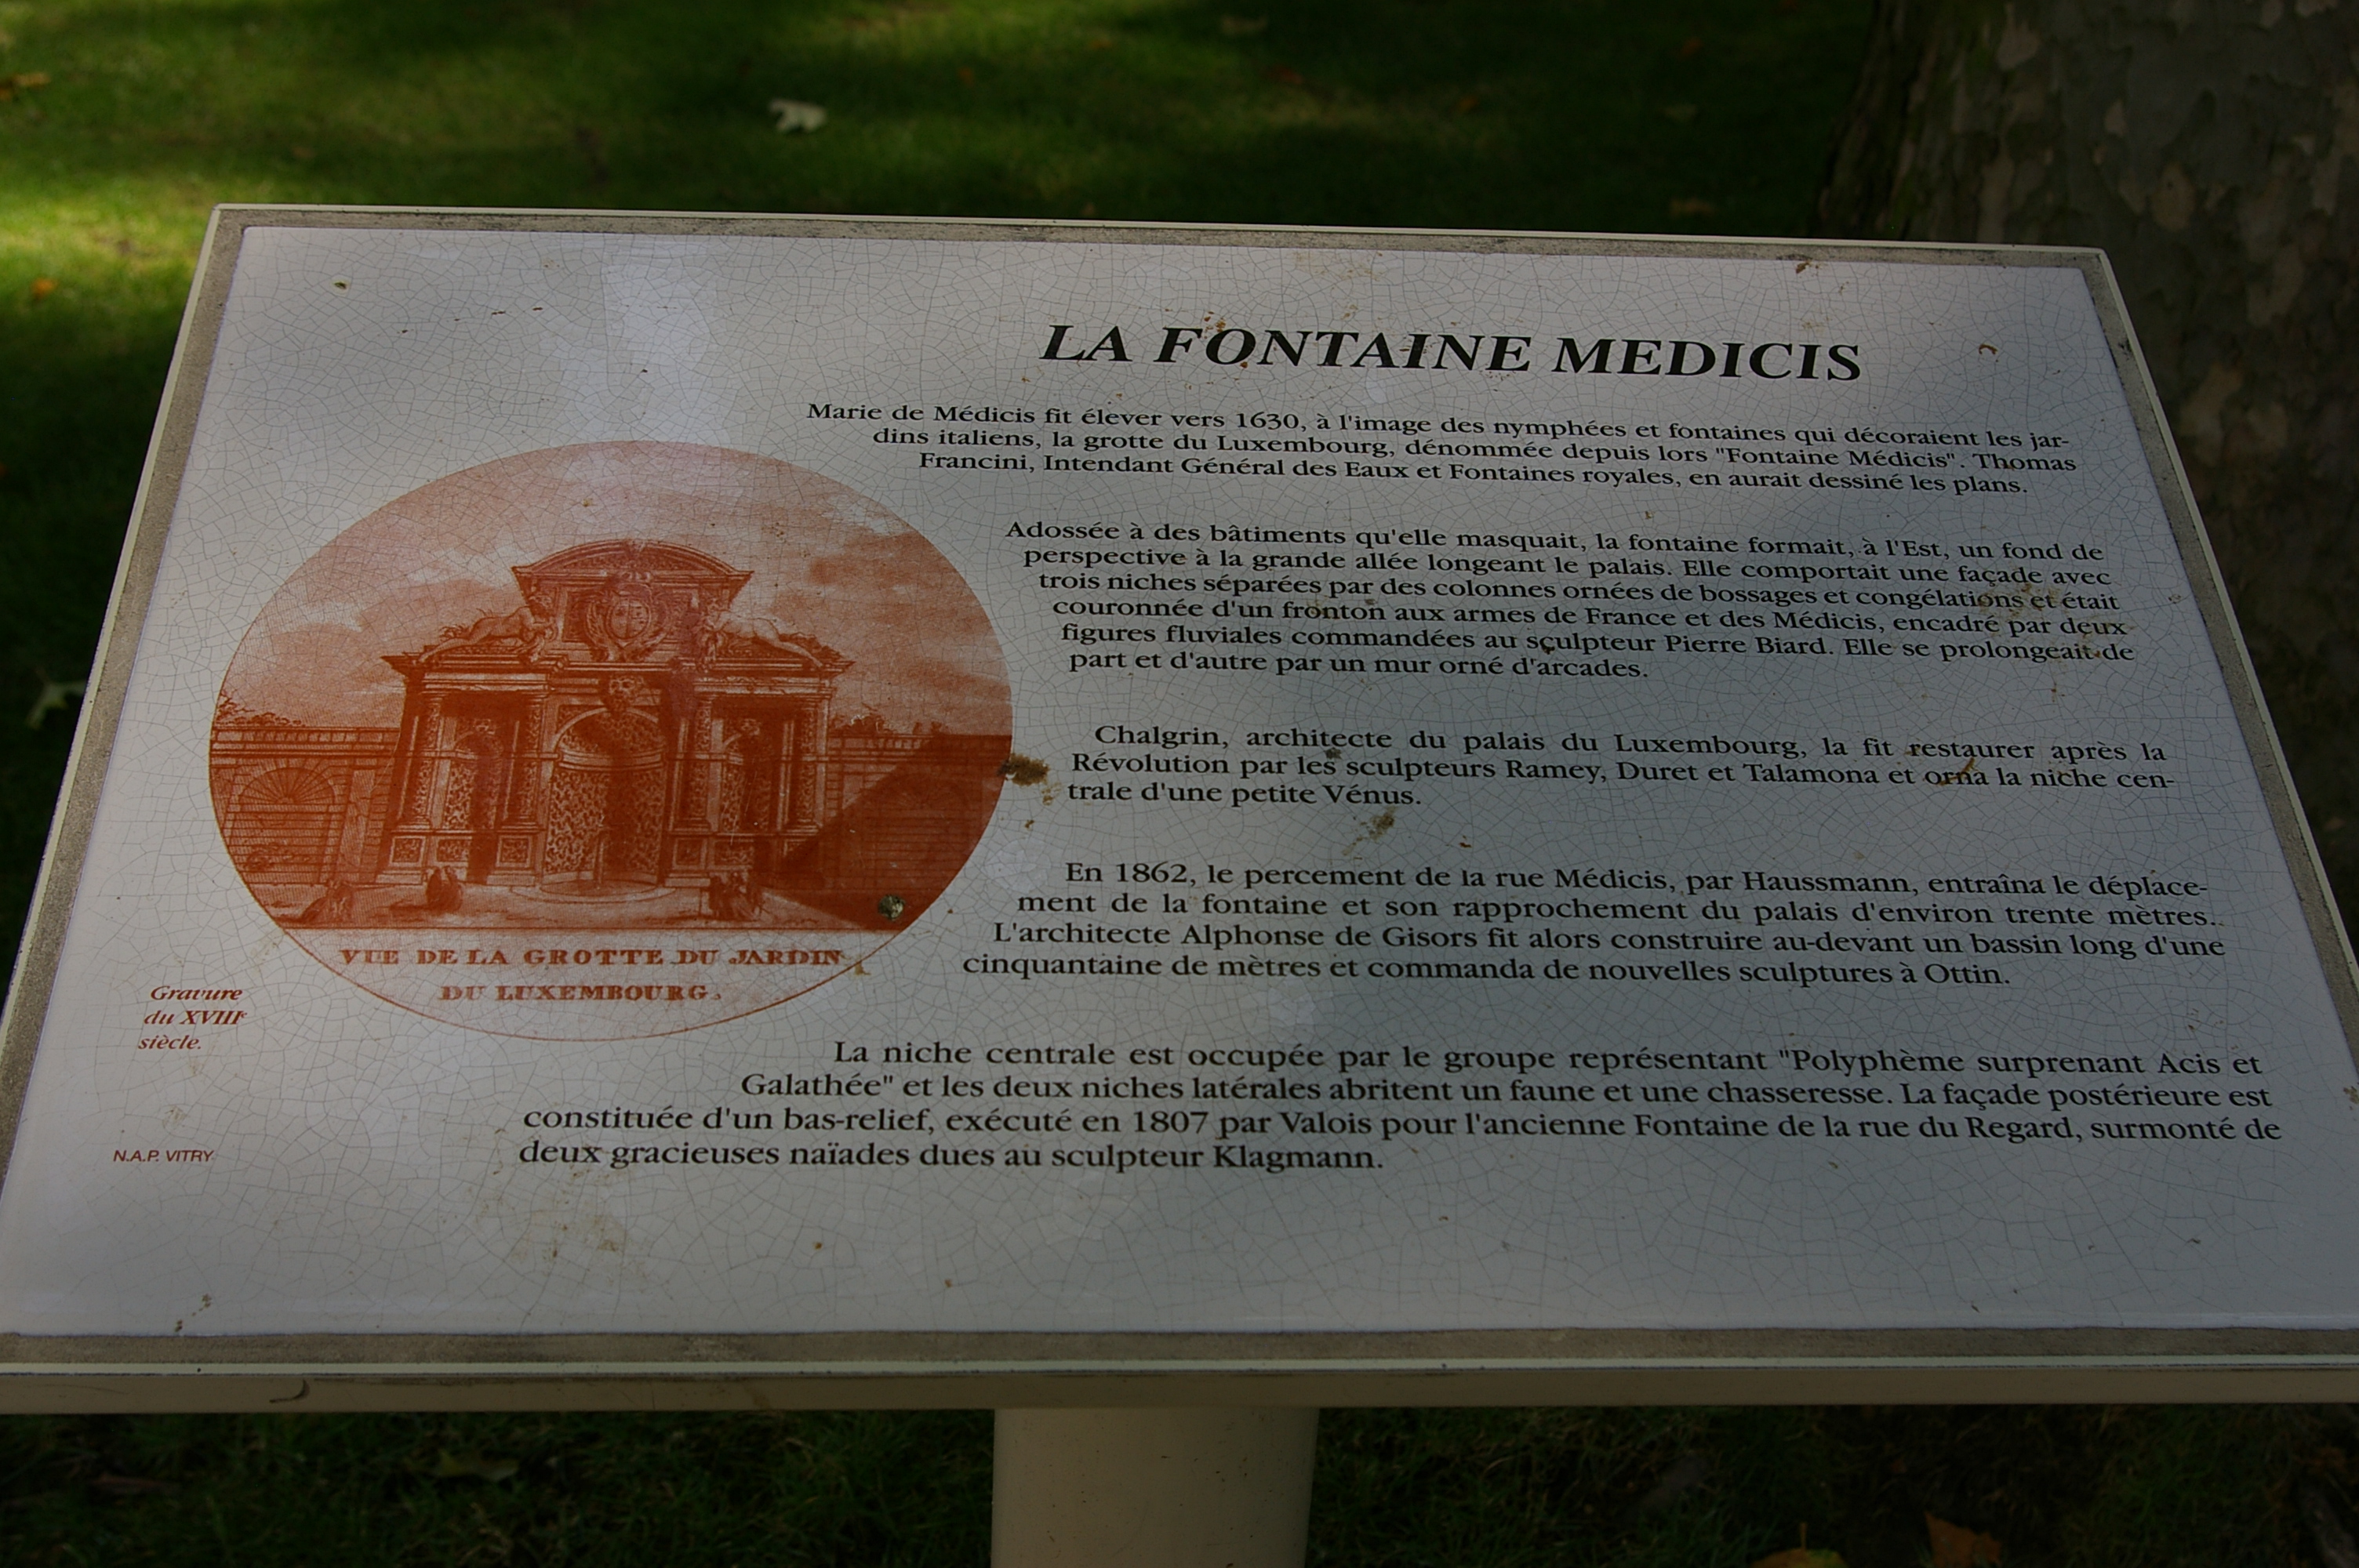 LA FONTAINE MEDICIS
Marie de Médicis fit élever vers 1630, à l'image des nymphées et fontaines qui décoraient les jar-
dins italiens, la grotte du Luxembourg, dénommée depuis lors "Fontaine Médicis". Thomas
Francini, Intendant Général des Eaux et Fontaines royales, en aurait dessiné les plans.
Adossée à des bâtiments qu'elle masquait, la fontaine formait, à l'Est, un fond de
perspective à la grande allée longeant le palais. Elle comportait une façade avec
trois niches séparées par des colonnes ornées de bossages et congélations et était
couronnée d'un fronton aux armes de France et des Médicis, encadré par deux
figures fluviales commandées au sculpteur Pierre Biard. Elle se prolongeait de
part et d'autre par un mur orné d'arcades.
Chalgrin, architecte du palais du Luxembourg, la fit restaurer après la
Révolution par les sculpteurs Ramey, Duret et Talamona et orna la niche cen-
trale d'une petite Vénus.
En 1862, le percement de la rue Médicis, par Haussmann, entraîna le déplace-
ment de la fontaine et son rapprochement du palais d'environ trente mètres.
L'architecte Alphonse de Gisors fit alors construire au-devant un bassin long d'une
cinquantaine de mètres et commanda de nouvelles sculptures à Ottin.
La niche centrale est occupée par le groupe représentant "Polyphème surprenant Acis et
Galathée" et les deux niches latérales abritent un faune et une chasseresse. La façade postérieure est
constituée d'un bas-relief, exécuté en 1807 par Valois pour l'ancienne Fontaine de la rue du Regard, surmonté de
deux gracieuses naïades dues au sculpteur Klagmann.
VUE DE LA GROTTE DU JARDIN
DU LUXEMBOURG.
Gravure
du XVIIIe
siècle.
N.A.P. VITRY